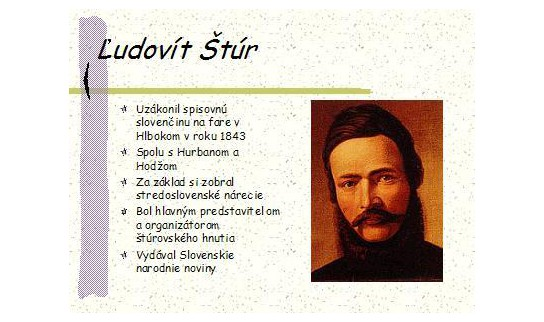 Ľudovít Štúr
Uzákonil spisovnú
slovenčinu na fare v
Hlbokom v roku 1843
Spolu s Hurbanom a
Hodžom
Za základ si zobral
stredoslovenské nárecie
Bol hlavným predstaviteľom
a organizátorom
štúrovského hnutia
Vydával Slovenskie
narodnie noviny